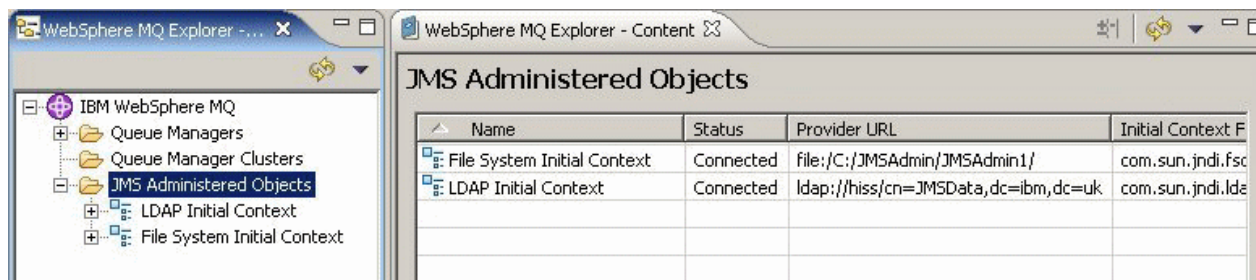 WebSphere MQ Explorer -...
IBM WebSphere MQ
Queue Managers
Queue Manager Clusters
JMS Administered Objects
LDAP Initial Context
File System Initial Context
WebSphere MQ Explorer - Content
JMS Administered Objects
Name Status Provider URL Initial Context F
File System Initial Context Connected file:/C:/JMSAdmin/JMSAdmin1/ com.sun.jndi.fsc
LDAP Initial Context Connected ldap://hiss/cn=JMSData,dc=ibm,dc=uk com.sun.jndi.lda